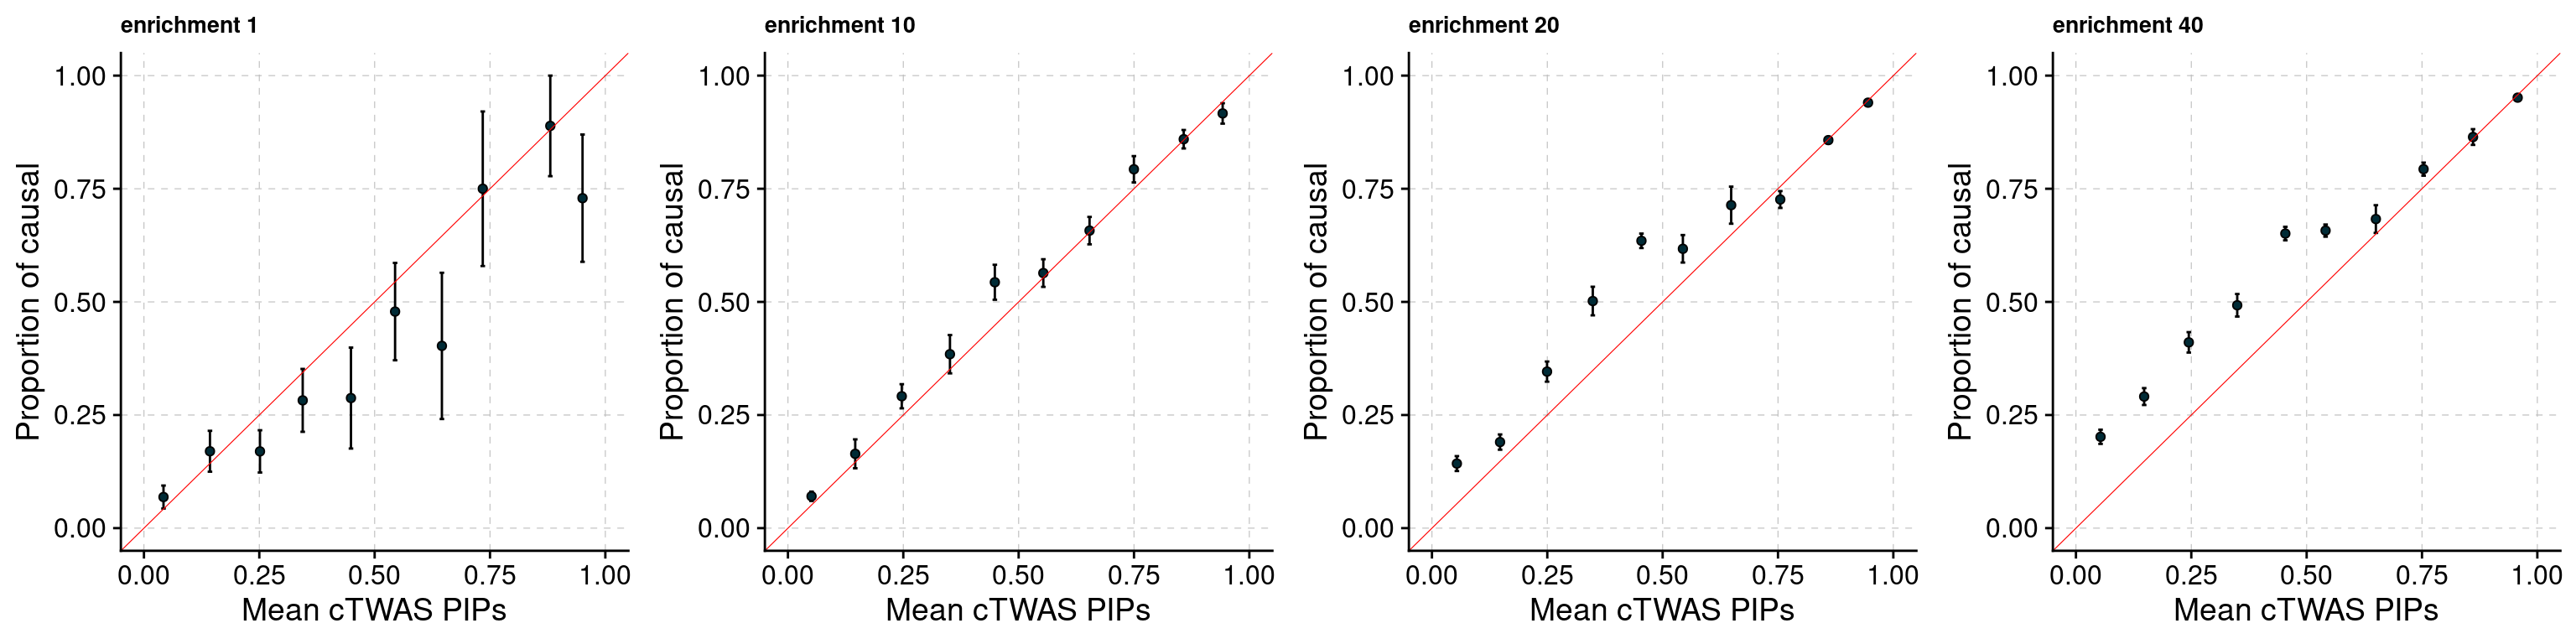 enrichment 1
1.00
0.75
0.50
0.25
0.00
Proportion of causal
0.00 0.25 0.50 0.75 1.00
Mean cTWAS PIPs
enrichment 10
1.00
0.75
0.50
0.25
0.00
Proportion of causal
0.00 0.25 0.50 0.75 1.00
Mean cTWAS PIPs
enrichment 20
1.00
0.75
0.50
0.25
0.00
Proportion of causal
0.00 0.25 0.50 0.75 1.00
Mean cTWAS PIPs
enrichment 40
1.00
0.75
0.50
0.25
0.00
Proportion of causal
0.00 0.25 0.50 0.75 1.00
Mean cTWAS PIPs